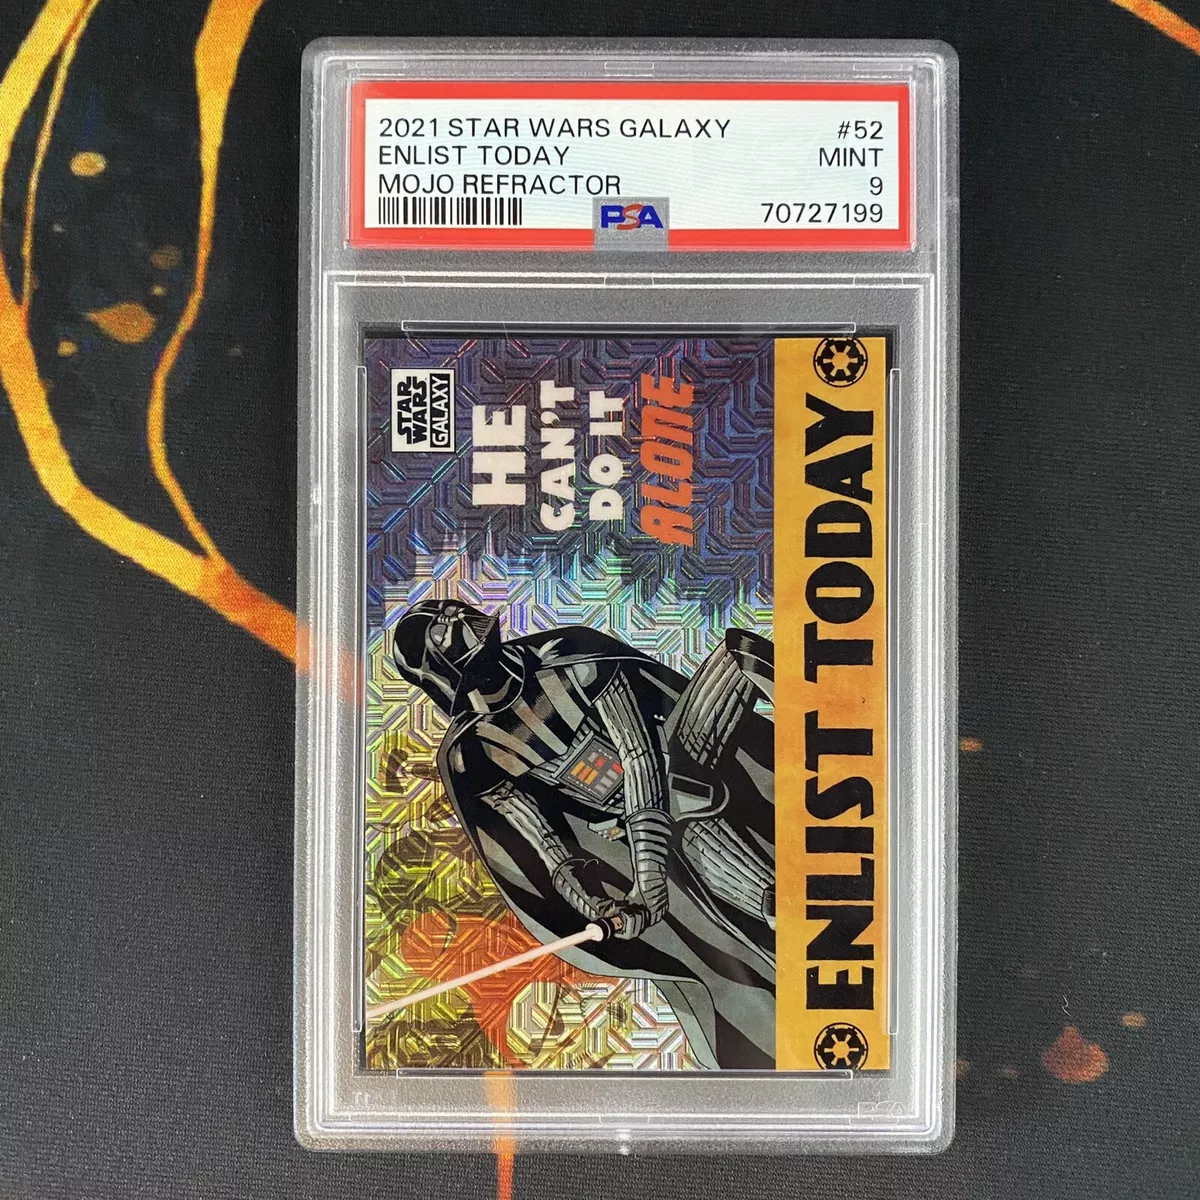 2021 STAR WARS GALAXY #52
ENLIST TODAY MINT
MOJO REFRACTOR 9
PSA 70727199
STAR
WARS
GALAXY
HE
CAN'T
DO IT
ALONE
ENLIST TODAY
PSA